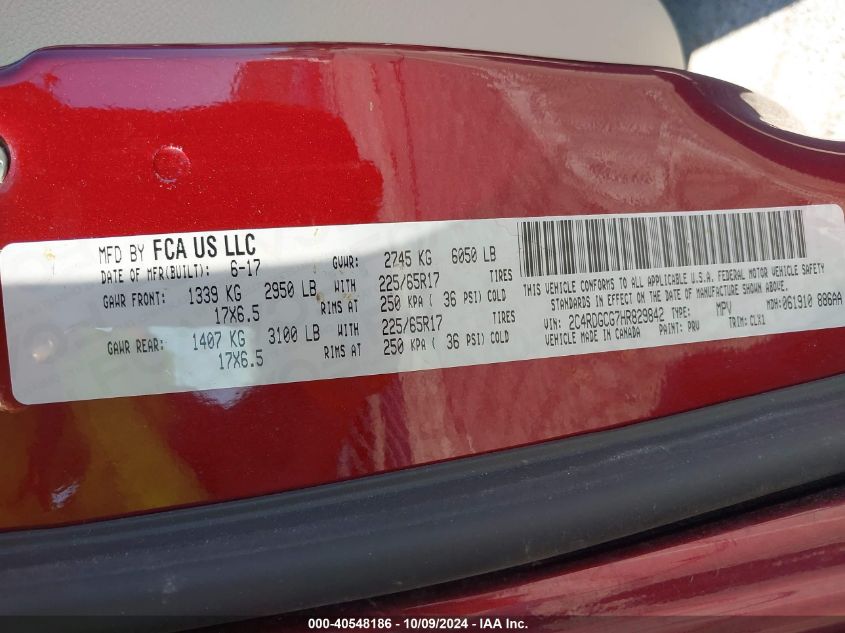 MFD BY FCA US LLC
DATE OF MFR(BUILT): 6-17 GVWR: 2745 KG 6050 LB
GAWR FRONT: 1339 KG 2950 LB WITH 225/65R17 TIRES
17X6.5 RIMS AT 250 KPA ( 36 PSI) COLD
GAWR REAR: 1407 KG 3100 LB WITH 225/65R17 TIRES
17X6.5 RIMS AT 250 KPA ( 36 PSI) COLD
THIS VEHICLE CONFORMS TO ALL APPLICABLE U.S.A. FEDERAL MOTOR VEHICLE SAFETY
STANDARDS IN EFFECT ON THE DATE OF MANUFACTURE SHOWN ABOVE.
VIN: 2C4RDGCG7HR829842 TYPE: MPV MDH: 061910 886AA
VEHICLE MADE IN CANADA PAINT: PRV TRIM: CLX1
000-40548186 - 10/09/2024 - IAA Inc.